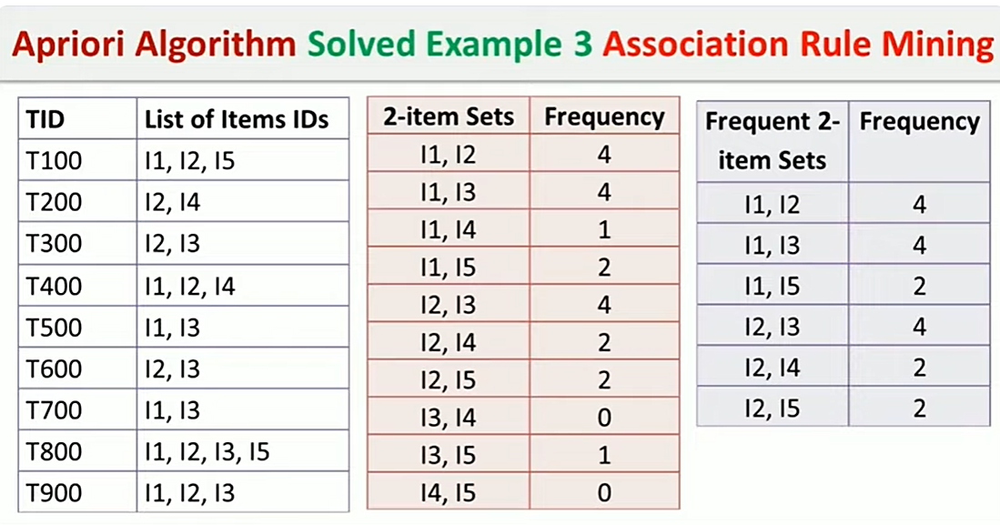 Apriori Algorithm Solved Example 3 Association Rule Mining
TID List of Items IDs
T100 I1, I2, I5
T200 I2, I4
T300 I2, I3
T400 I1, I2, I4
T500 I1, I3
T600 I2, I3
T700 I1, I3
T800 I1, I2, I3, I5
T900 I1, I2, I3
2-item Sets Frequency
I1, I2 4
I1, I3 4
I1, I4 1
I1, I5 2
I2, I3 4
I2, I4 2
I2, I5 2
I3, I4 0
I3, I5 1
I4, I5 0
Frequent 2- Frequency
item Sets
I1, I2 4
I1, I3 4
I1, I5 2
I2, I3 4
I2, I4 2
I2, I5 2